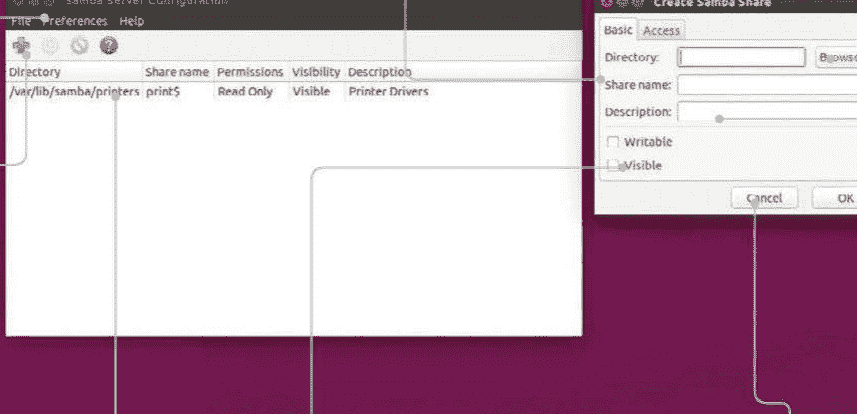 Samba Server Configuration
File Preferences Help
Directory Share name Permissions Visibility Description
/var/lib/samba/printers print$ Read Only Visible Printer Drivers
Create Samba Share
Basic Access
Directory: Browse
Share name:
Description:
Writable
Visible
Cancel OK